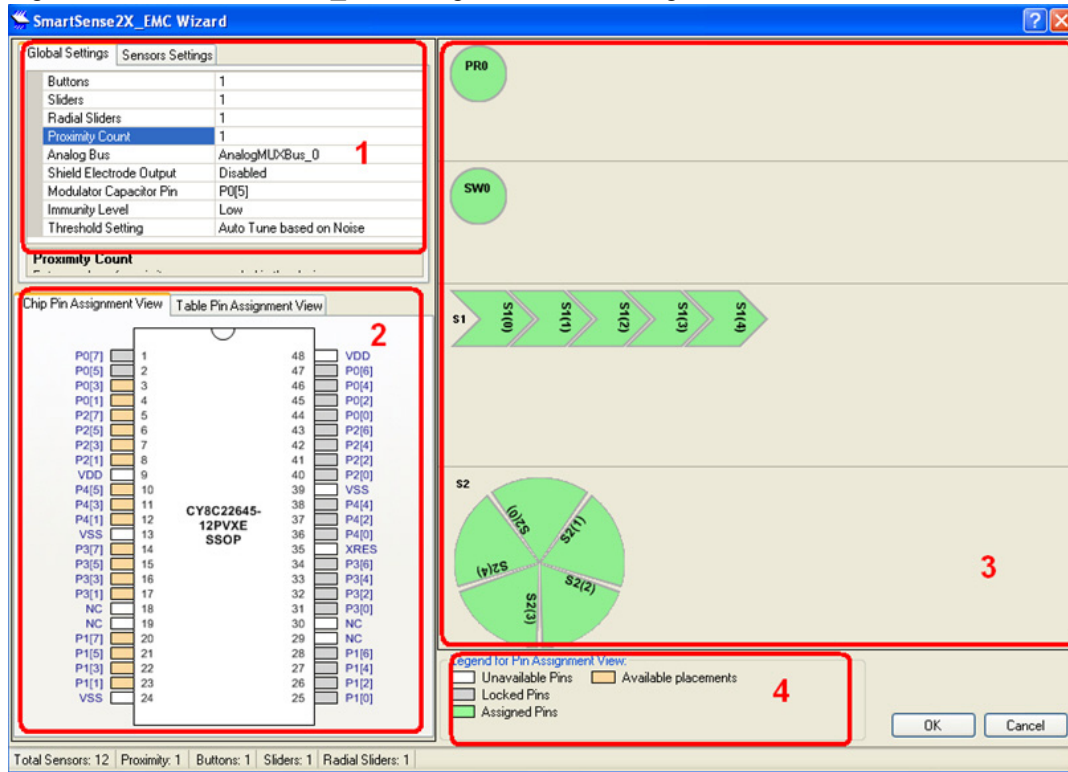 SmartSense2X_EMC Wizard
Global Settings Sensors Settings
Buttons 1
Sliders 1
Radial Sliders 1
Proximity Count 1
Analog Bus AnalogMUXBus_0
Shield Electrode Output Disabled
Modulator Capacitor Pin P0[5]
Immunity Level Low
Threshold Setting Auto Tune based on Noise
1
Proximity Count
Chip Pin Assignment View Table Pin Assignment View
2
P0[7] 1 48 VDD
P0[5] 2 47 P0[6]
P0[3] 3 46 P0[4]
P0[1] 4 45 P0[2]
P2[7] 5 44 P0[0]
P2[5] 6 43 P2[6]
P2[3] 7 42 P2[4]
P2[1] 8 41 P2[2]
VDD 9 40 P2[0]
P4[5] 10 39 VSS
P4[3] 11 38 P4[4]
P4[1] 12 37 P4[2]
VSS 13 36 P4[0]
P3[7] 14 35 XRES
P3[5] 15 34 P3[6]
P3[3] 16 33 P3[4]
P3[1] 17 32 P3[2]
NC 18 31 P3[0]
NC 19 30 NC
P1[7] 20 29 NC
P1[5] 21 28 P1[6]
P1[3] 22 27 P1[4]
P1[1] 23 26 P1[2]
VSS 24 25 P1[0]
CY8C22645-
12PVXE
SSOP
PR0
SW0
S1 S1(0) S1(1) S1(2) S1(3) S1(4)
S2
S2(0) S2(1)
S2(4) S2(2)
S2(3)
3
Legend for Pin Assignment View:
Unavailable Pins Available placements
Locked Pins
Assigned Pins
4
OK Cancel
Total Sensors: 12 Proximity: 1 Buttons: 1 Sliders: 1 Radial Sliders: 1